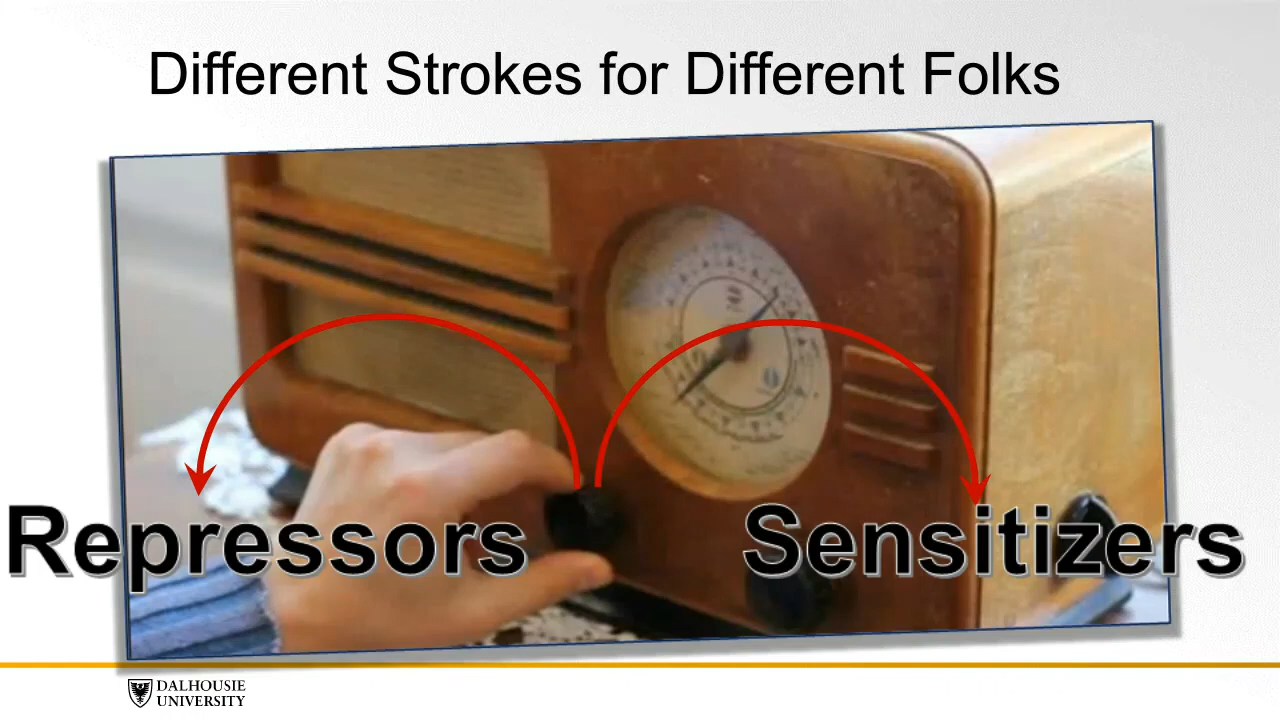 Different Strokes for Different Folks
Repressors
Sensitizers
DALHOUSIE
UNIVERSITY